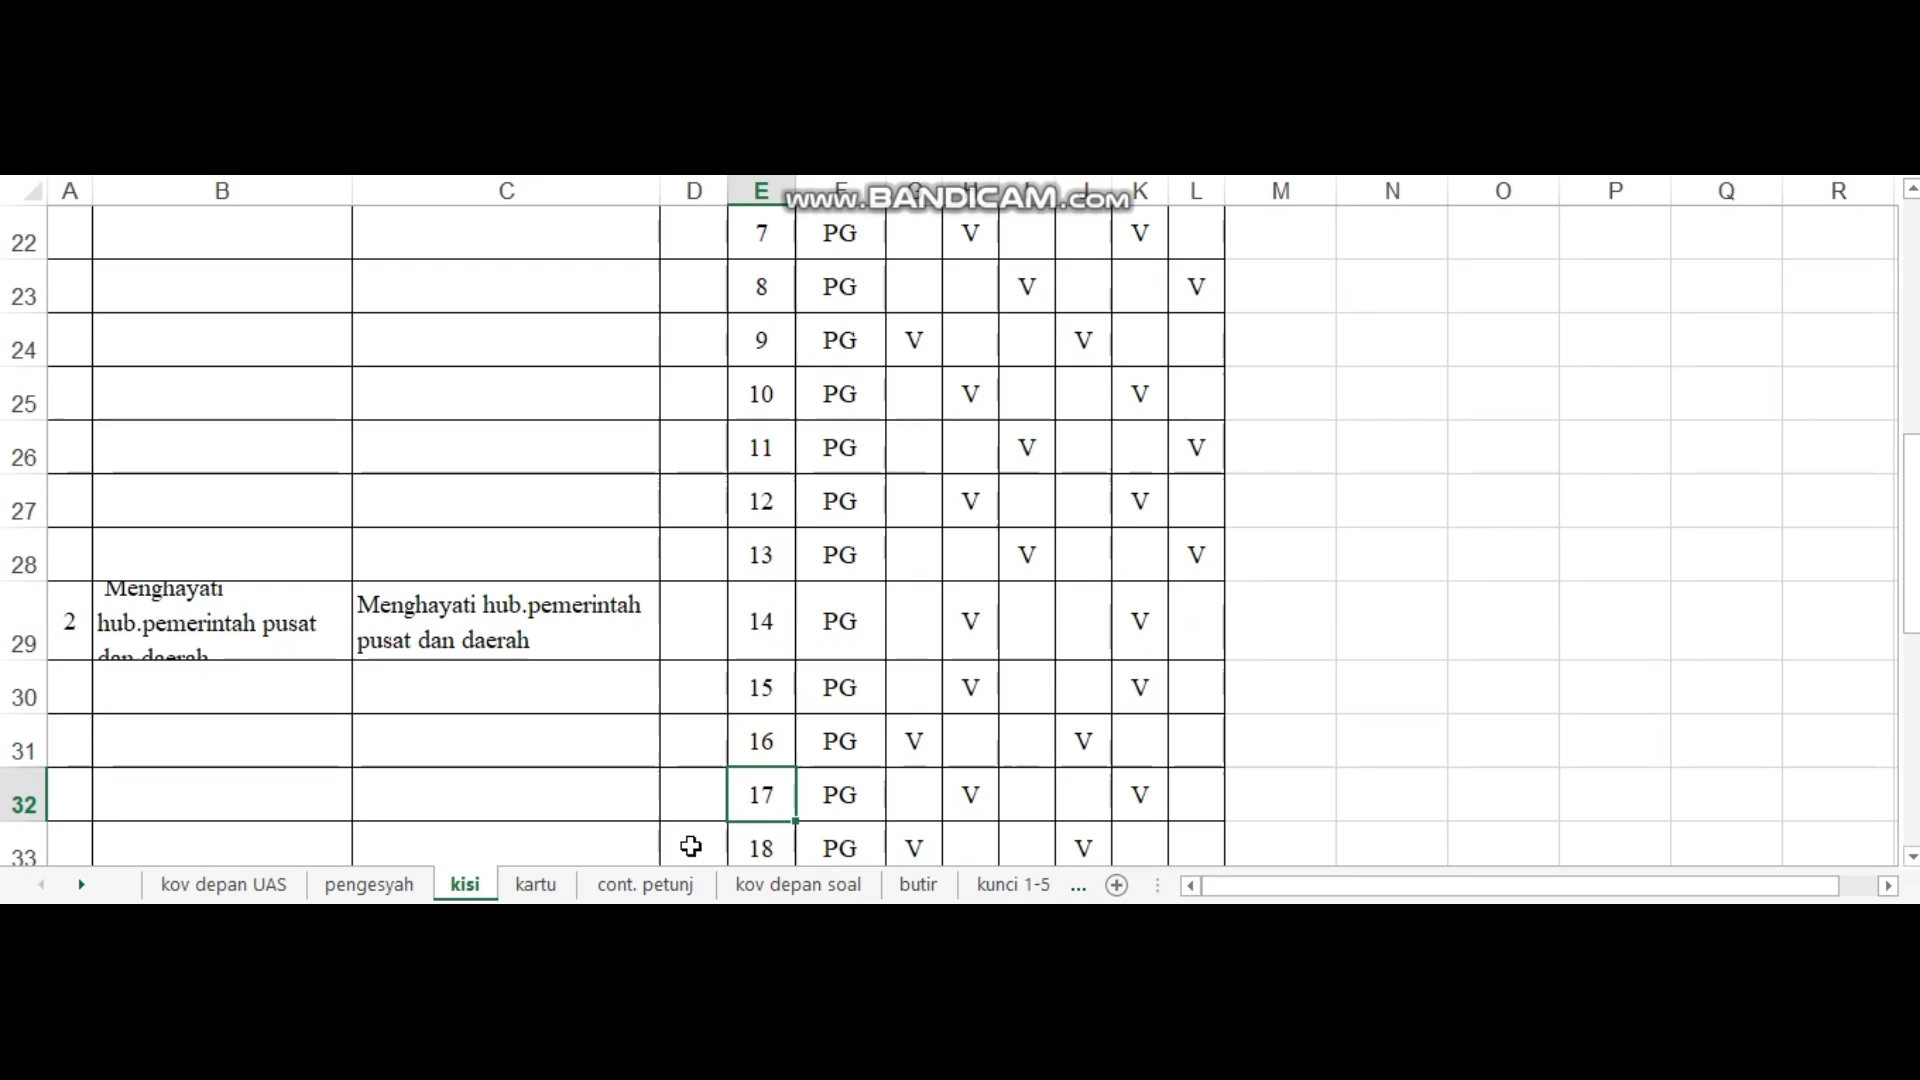 A B C D E F G H I J K L M N O P Q R
www.BANDICAM.com
22 7 PG V V
23 8 PG V V
24 9 PG V V
25 10 PG V V
26 11 PG V V
27 12 PG V V
28 13 PG V V
29 2 Menghayati
hub.pemerintah pusat
dan daerah
Menghayati hub.pemerintah
pusat dan daerah
14 PG V V
30 15 PG V V
31 16 PG V V
32 17 PG V V
33 18 PG V V
kov depan UAS pengesyah kisi kartu cont. petunj kov depan soal butir kunci 1-5 ...